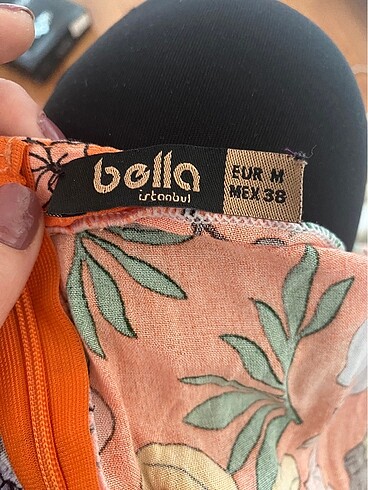 bella
istanbul
EUR M
MEX 38